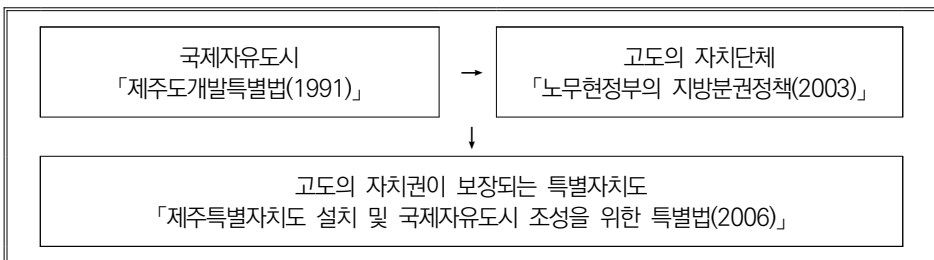 국제자유도시
「제주도개발특별법(1991)」
→
고도의 자치단체
「노무현정부의 지방분권정책(2003)」
↓
고도의 자치권이 보장되는 특별자치도
「제주특별자치도 설치 및 국제자유도시 조성을 위한 특별법(2006)」